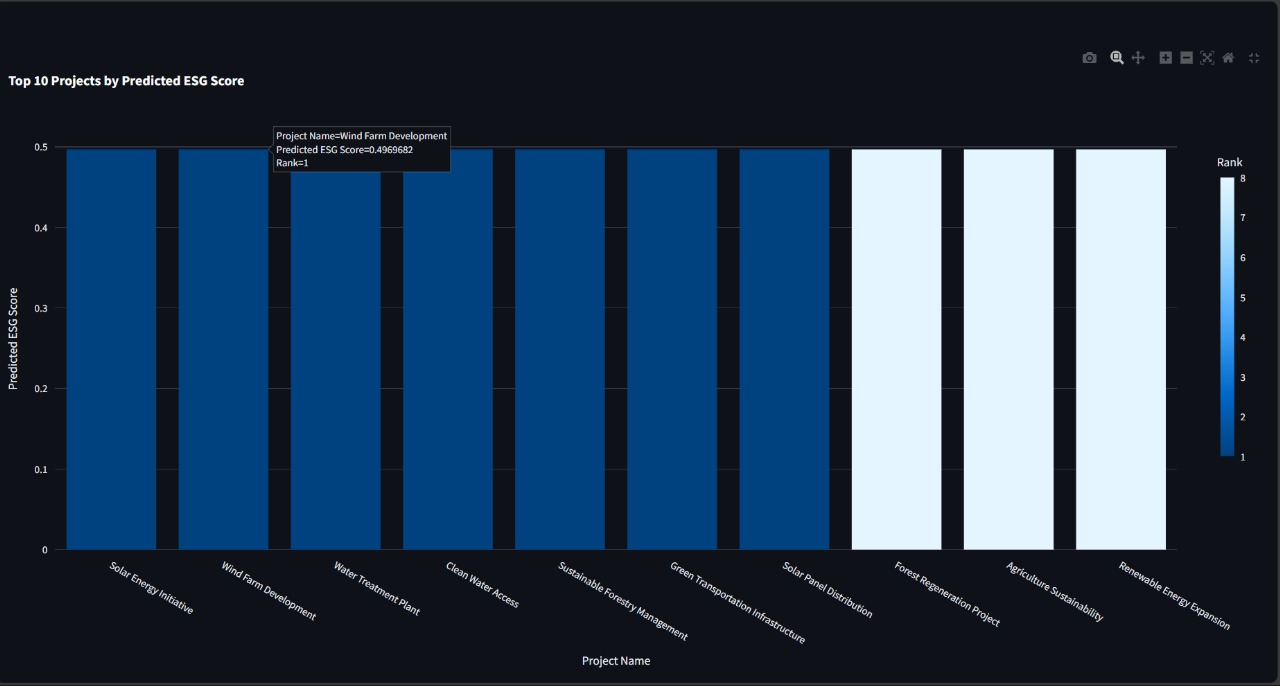 Top 10 Projects by Predicted ESG Score
Project Name=Wind Farm Development
Predicted ESG Score=0.4969682
Rank=1
Predicted ESG Score
0.5
0.4
0.3
0.2
0.1
0
Solar Energy Initiative
Wind Farm Development
Water Treatment Plant
Clean Water Access
Sustainable Forestry Management
Green Transportation Infrastructure
Solar Panel Distribution
Forest Regeneration Project
Agriculture Sustainability
Renewable Energy Expansion
Project Name
Rank
8
7
6
5
4
3
2
1